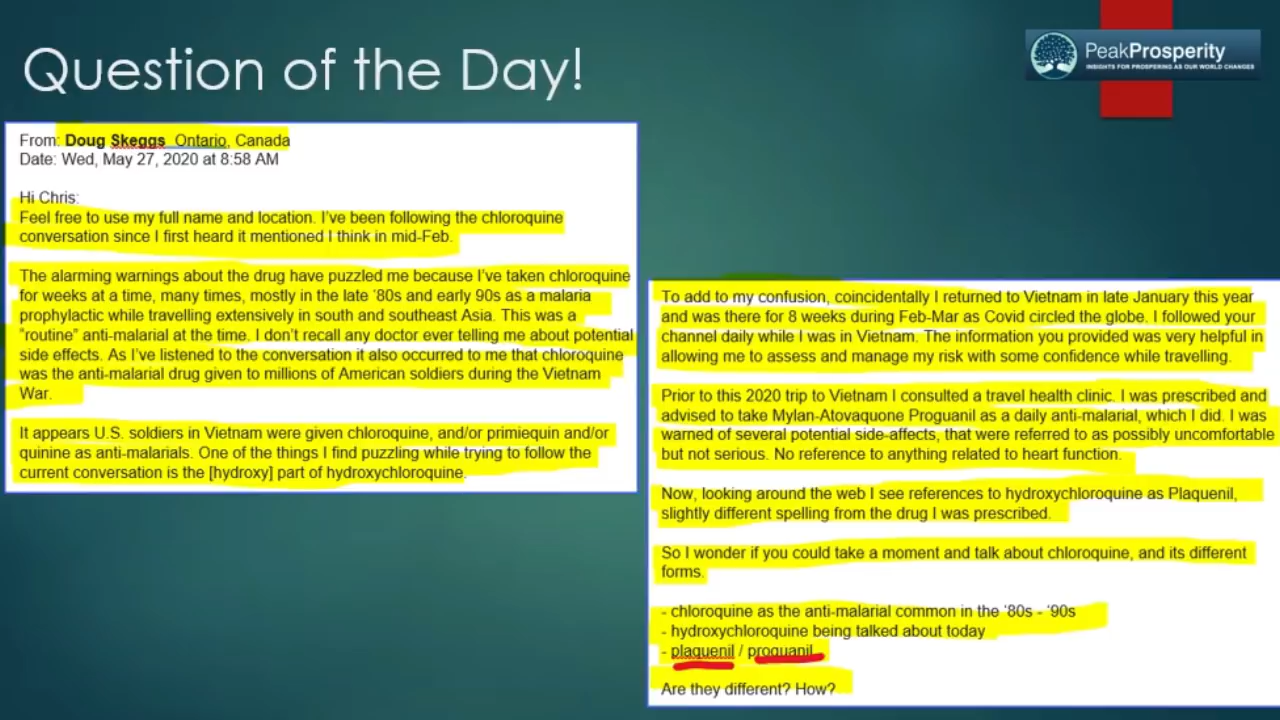 Question of the Day!
PeakProsperity
INSIGHTS FOR PROSPERING AS OUR WORLD CHANGES
From: Doug Skeggs Ontario, Canada
Date: Wed, May 27, 2020 at 8:58 AM
Hi Chris:
Feel free to use my full name and location. I've been following the chloroquine
conversation since I first heard it mentioned I think in mid-Feb.
The alarming warnings about the drug have puzzled me because I've taken chloroquine
for weeks at a time, many times, mostly in the late '80s and early 90s as a malaria
prophylactic while travelling extensively in south and southeast Asia. This was a
“routine” anti-malarial at the time. I don't recall any doctor ever telling me about potential
side effects. As I've listened to the conversation it also occurred to me that chloroquine
was the anti-malarial drug given to millions of American soldiers during the Vietnam
War.
It appears U.S. soldiers in Vietnam were given chloroquine, and/or primiequin and/or
quinine as anti-malarials. One of the things I find puzzling while trying to follow the
current conversation is the [hydroxy] part of hydroxychloroquine.
To add to my confusion, coincidentally I returned to Vietnam in late January this year
and was there for 8 weeks during Feb-Mar as Covid circled the globe. I followed your
channel daily while I was in Vietnam. The information you provided was very helpful in
allowing me to assess and manage my risk with some confidence while travelling.
Prior to this 2020 trip to Vietnam I consulted a travel health clinic. I was prescribed and
advised to take Mylan-Atovaquone Proguanil as a daily anti-malarial, which I did. I was
warned of several potential side-affects, that were referred to as possibly uncomfortable
but not serious. No reference to anything related to heart function.
Now, looking around the web I see references to hydroxychloroquine as Plaquenil,
slightly different spelling from the drug I was prescribed.
So I wonder if you could take a moment and talk about chloroquine, and its different
forms.
- chloroquine as the anti-malarial common in the '80s - '90s
- hydroxychloroquine being talked about today
- plaquenil / proguanil
Are they different? How?